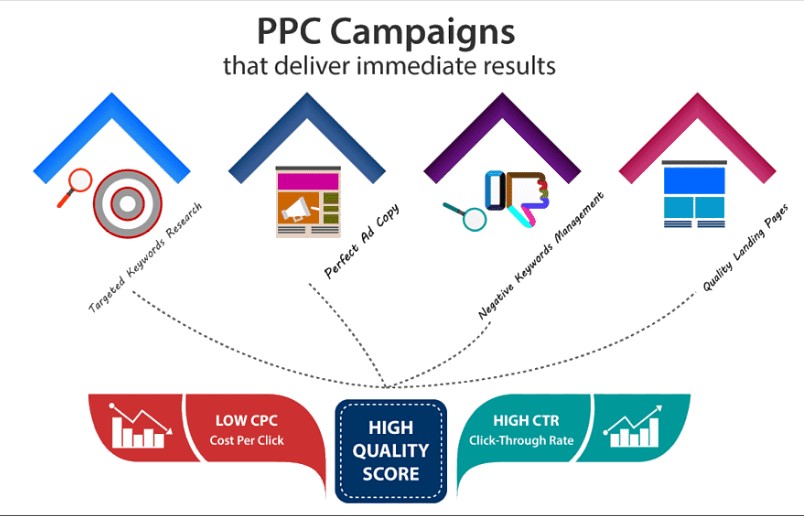 PPC Campaigns
that deliver immediate results
Targeted Keywords Research
Perfect Ad Copy
Negative Keywords Management
Quality Landing Pages
LOW CPC
Cost Per Click
HIGH
QUALITY
SCORE
HIGH CTR
Click-Through Rate